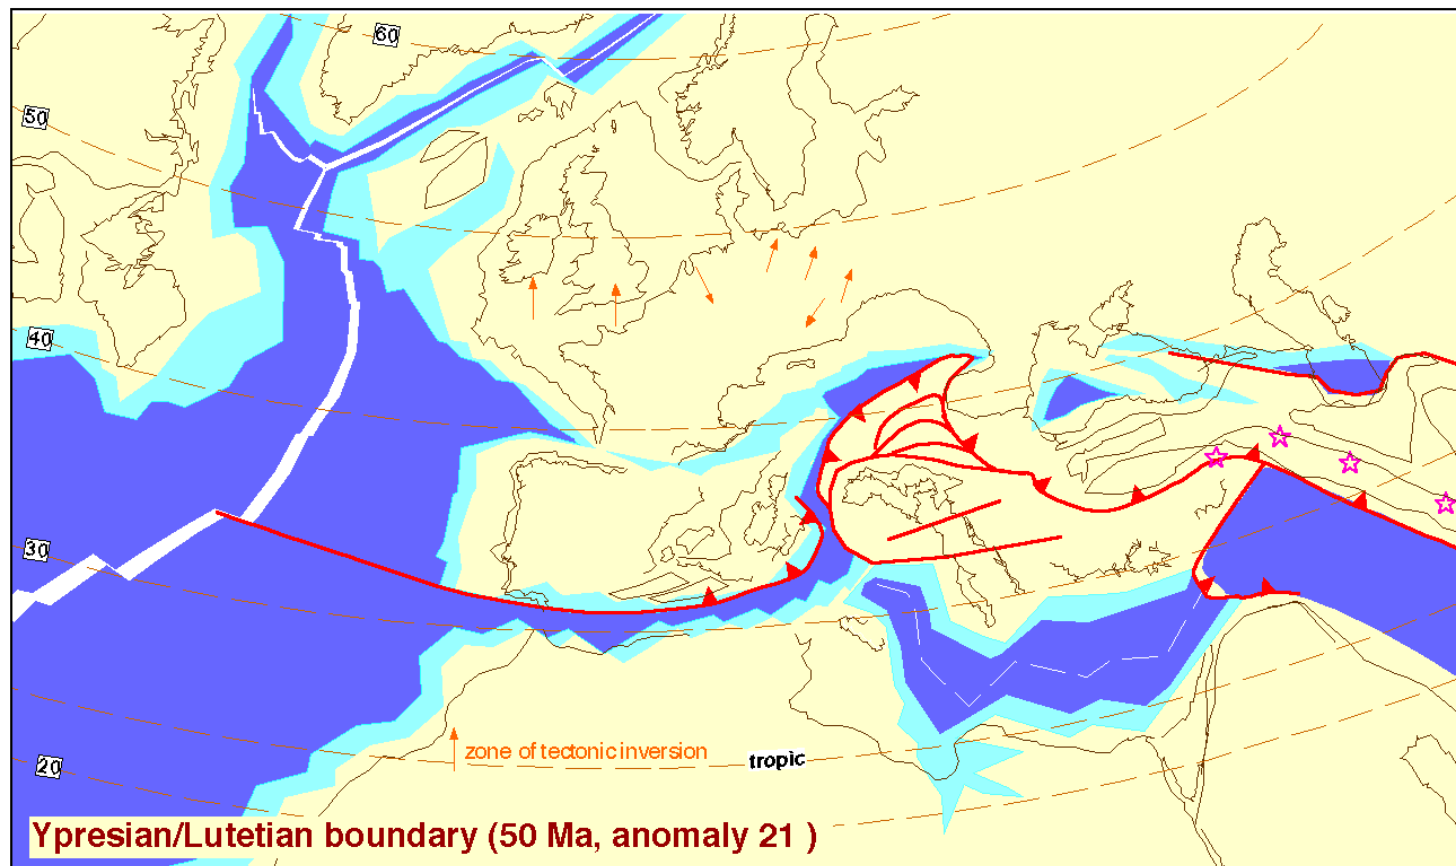 60
50
40
30
20
zone of tectonic inversion
tropic
Ypresian/Lutetian boundary (50 Ma, anomaly 21 )